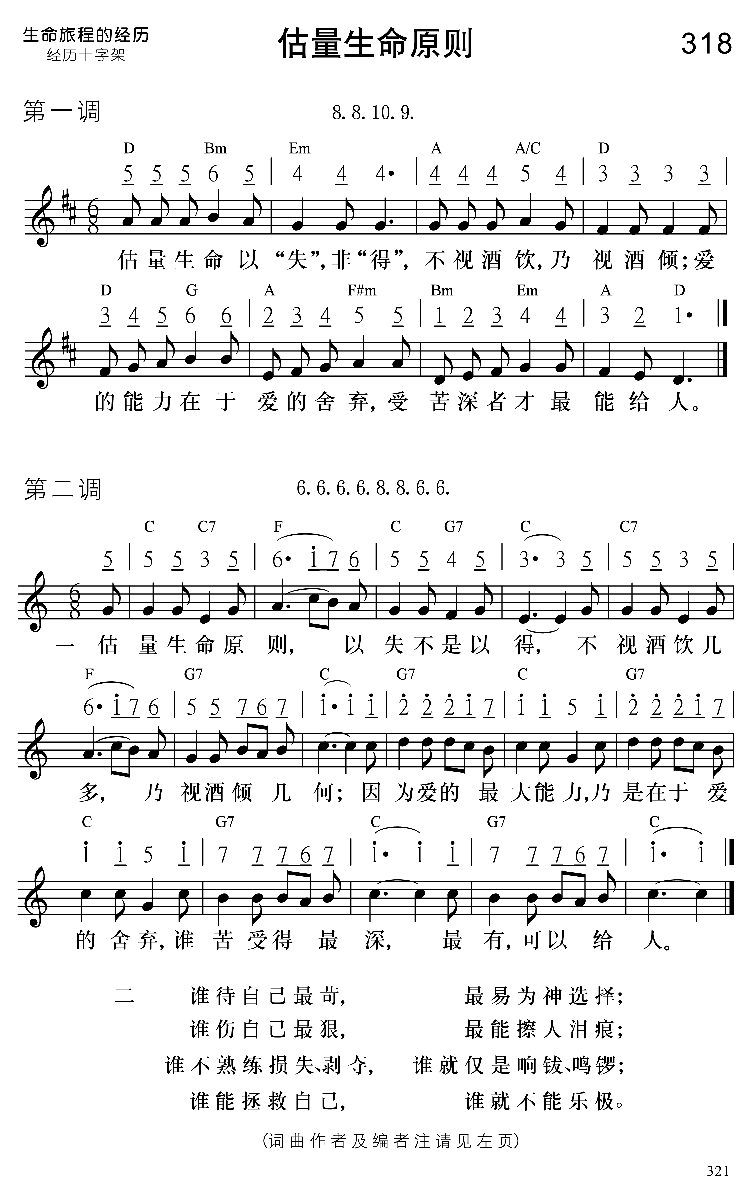 生命旅程的经历
经历十字架
估量生命原则
318
第一调
8. 8. 10. 9.
D Bm Em A A/C D
5 5 5 6 5 | 4 4 4· | 4 4 4 5 4 | 3 3 3 3 |
估量生命以“失”,非“得”,不视酒饮,乃视酒倾;爱
D G A F#m Bm Em A D
3 4 5 6 6 | 2 3 4 5 5 | 1 2 3 4 4 | 3 2 1·
的能力在于爱的舍弃,受苦深者才最能给人。
第二调
6. 6. 6. 6. 8. 8. 6. 6.
C C7 F C G7 C C7
5 | 5 5 3 5 | 6· i 7 6 | 5 5 4 5 | 3· 3 5 | 5 5 3 5 |
一 估量生命原则,以失不是以得,不视酒饮几
F G7 C G7 C G7
6· i 7 6 | 5 5 6 7 7 | i· i i | 2 2 2 i 7 | i i 5 i | 2 2 2 i 7 |
多,乃视酒倾几何;因为爱的最大能力,乃是在于爱
C G7 C G7 C
i i 5 i | 7 7 7 6 7 | i· i i | 7 7 7 6 7 | i· i
的舍弃,谁苦受得最深,最有,可以给人。
二 谁待自己最苛, 最易为神选择;
谁伤自己最狠, 最能擦人泪痕;
谁不熟练损失、剥夺, 谁就仅是响钹、鸣锣;
谁能拯救自己, 谁就不能乐极。
(词曲作者及编者注请见左页)
321